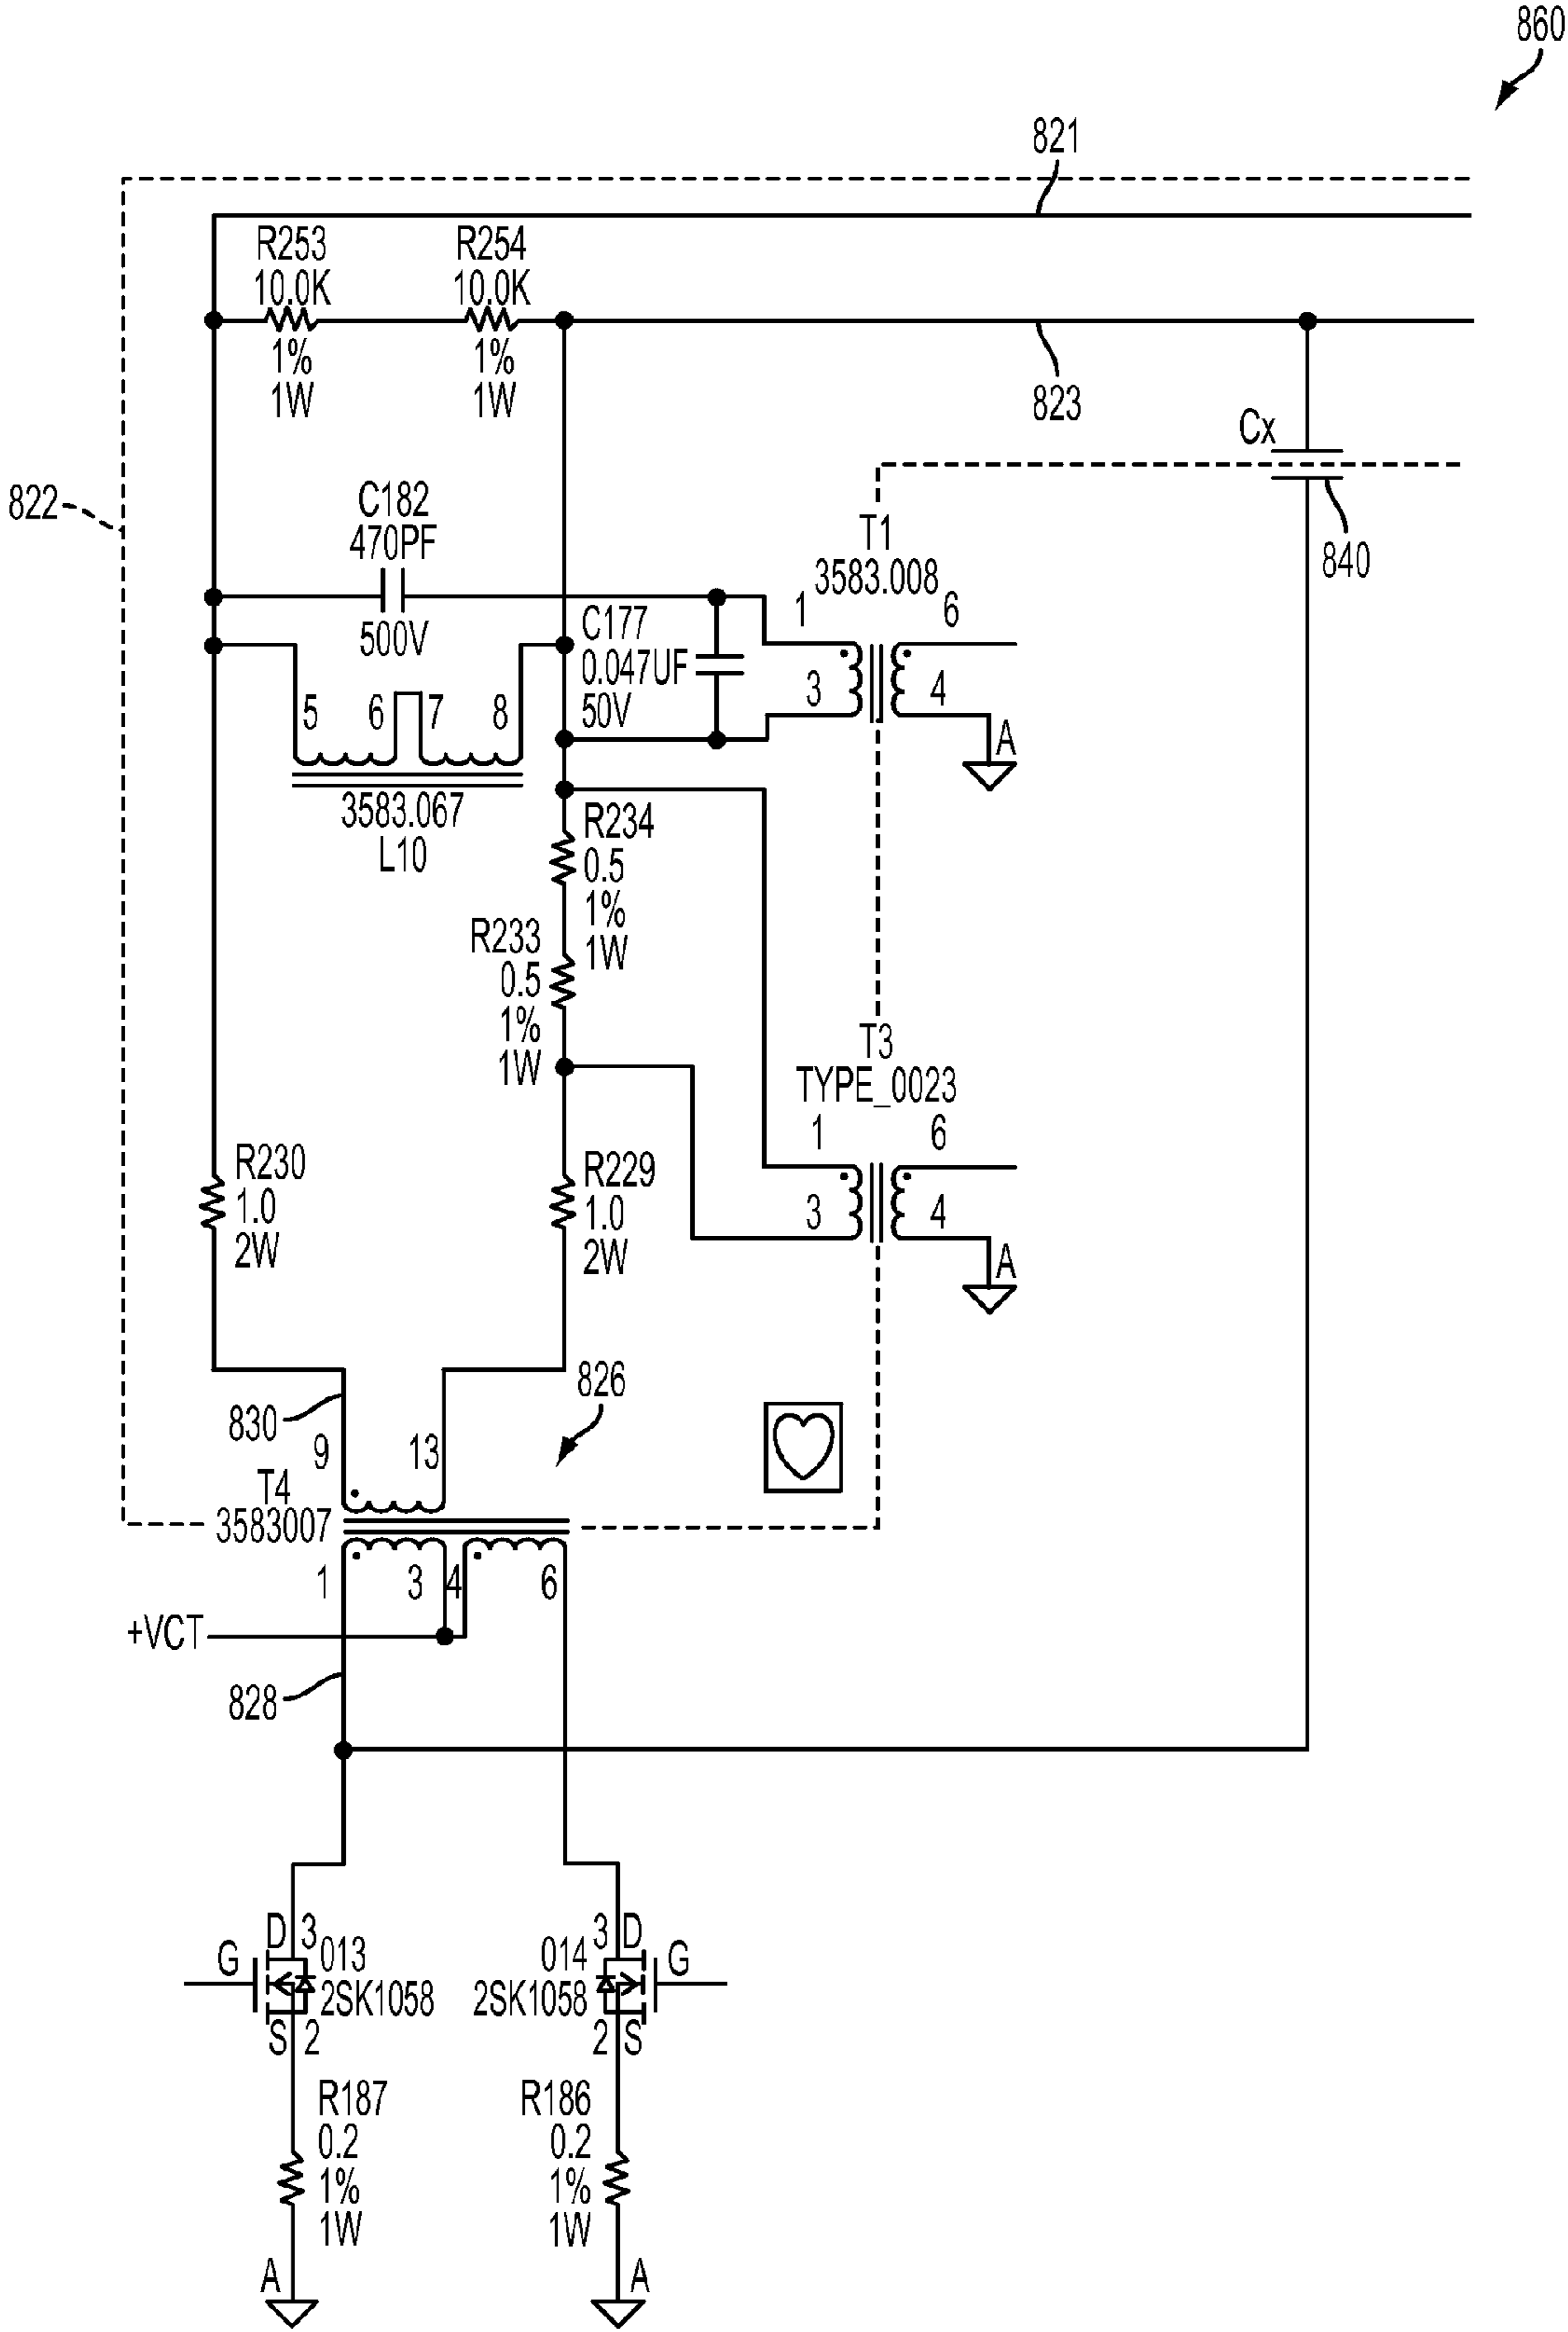 860
821
R253
10.0K
1%
1W
R254
10.0K
1%
1W
823
Cx
840
822
C182
470PF
500V
T1
3583.008
1
6
3
4
A
C177
0.047UF
50V
5
6
7
8
3583.067
L10
R234
0.5
1%
1W
R233
0.5
1%
1W
T3
TYPE_0023
1
6
3
4
A
R230
1.0
2W
R229
1.0
2W
826
830
9
13
T4
3583007
1
3
4
6
+VCT
828
D
3
013
2SK1058
G
S
2
014
2SK1058
3
D
G
2
S
R187
0.2
1%
1W
A
R186
0.2
1%
1W
A